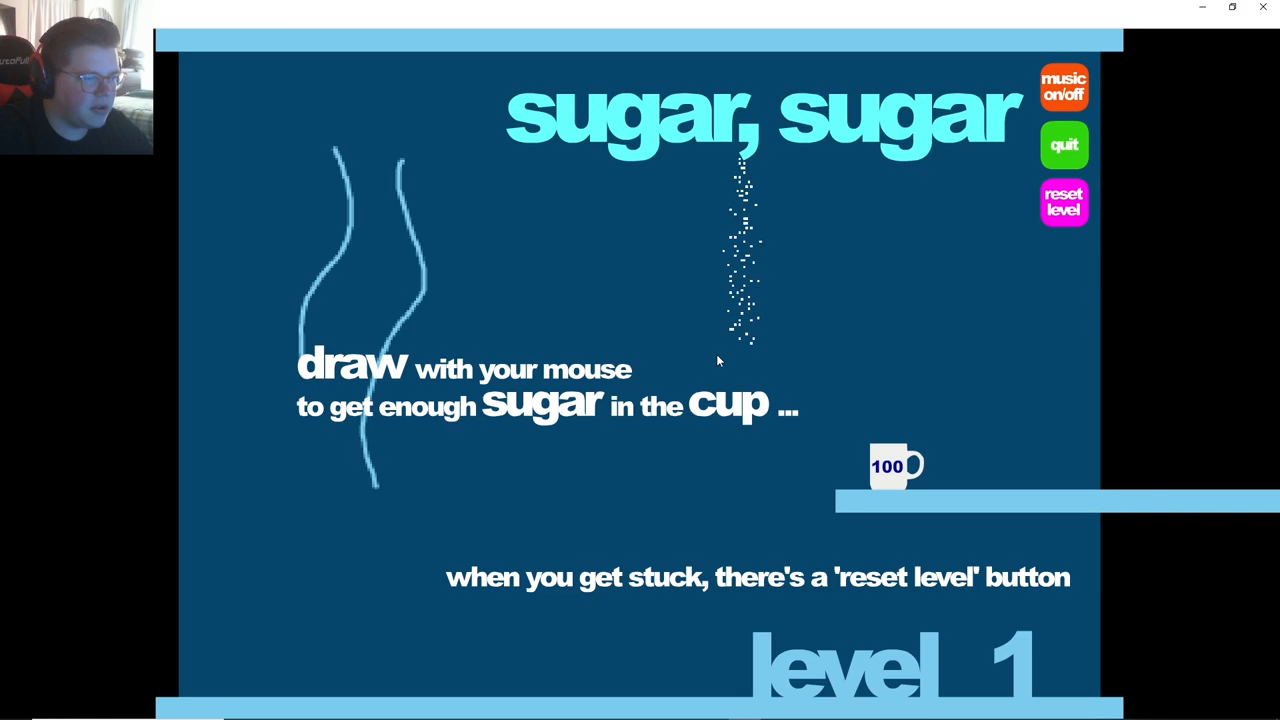 sugar, sugar
music
on/off
quit
reset
level
draw with your mouse
to get enough sugar in the cup ...
100
when you get stuck, there's a 'reset level' button
level 1